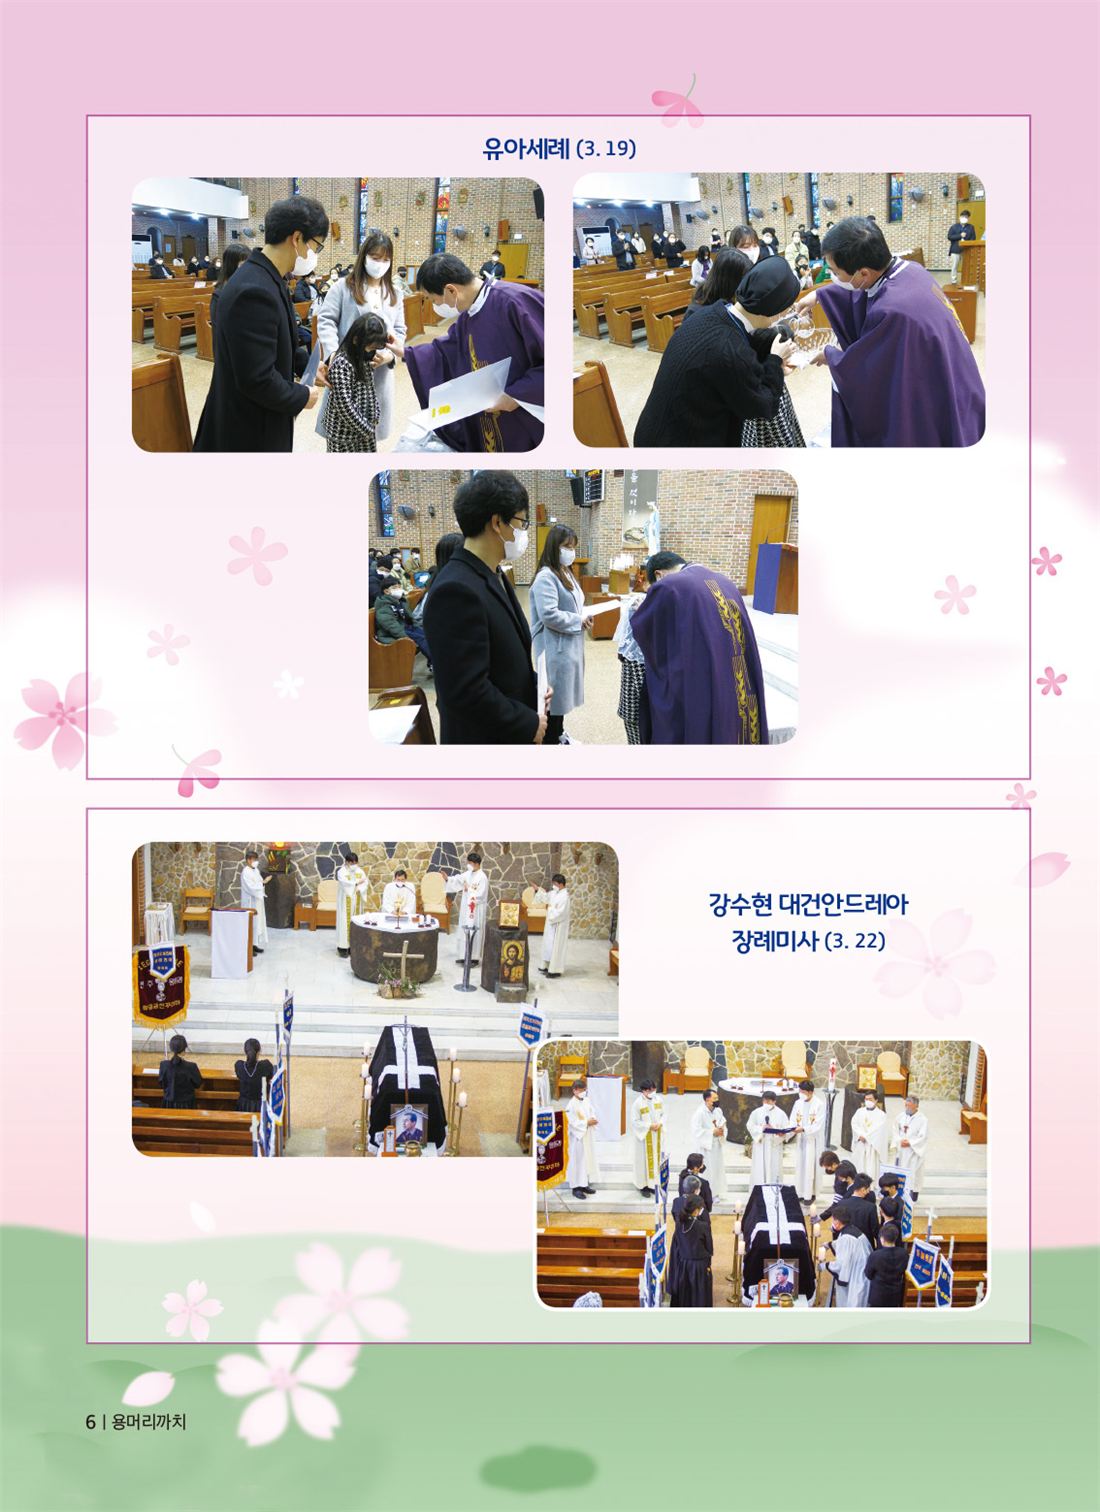 유아세례 (3. 19)
강수현 대건안드레아
장례미사 (3. 22)
6 | 용머리까치